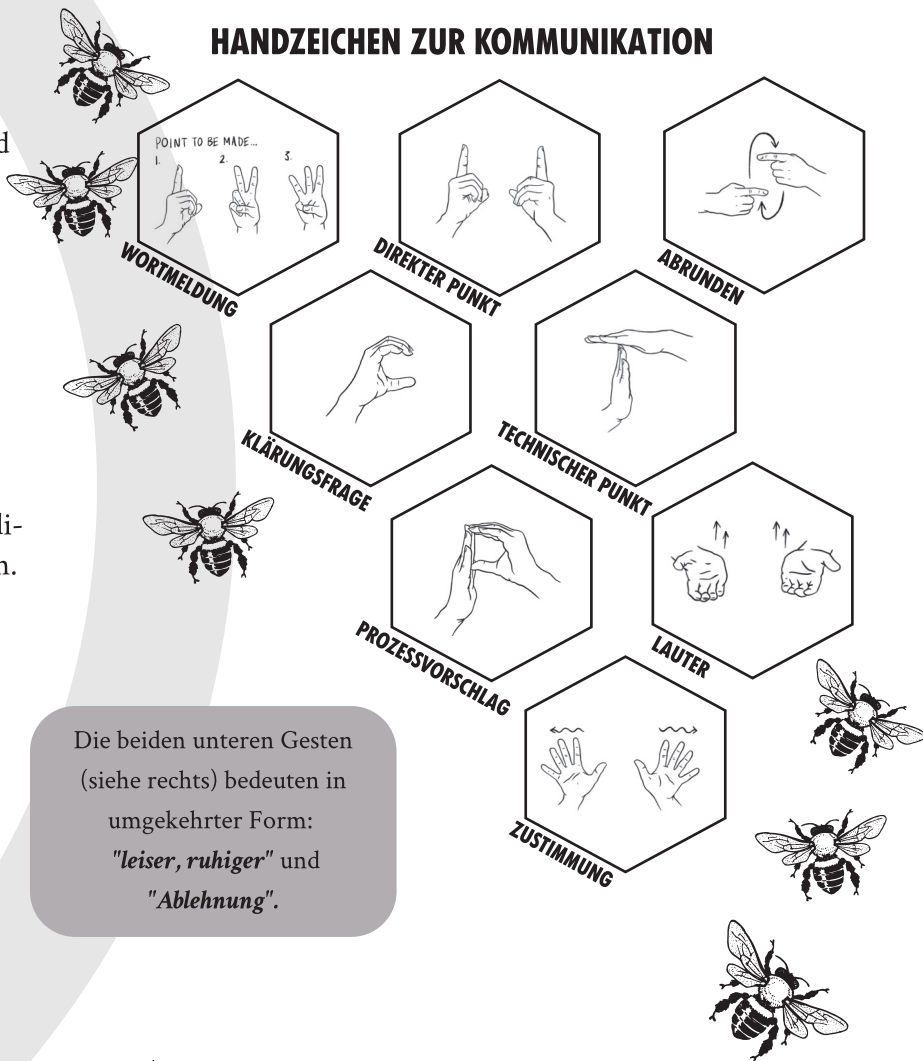 HANDZEICHEN ZUR KOMMUNIKATION
d
POINT TO BE MADE...
1. 2. 3.
WORTMELDUNG
DIREKTER PUNKT
ABRUNDEN
KLÄRUNGSFRAGE
TECHNISCHER PUNKT
li-
n.
PROZESSVORSCHLAG
LAUTER
Die beiden unteren Gesten
(siehe rechts) bedeuten in
umgekehrter Form:
"leiser, ruhiger" und
"Ablehnung".
ZUSTIMMUNG